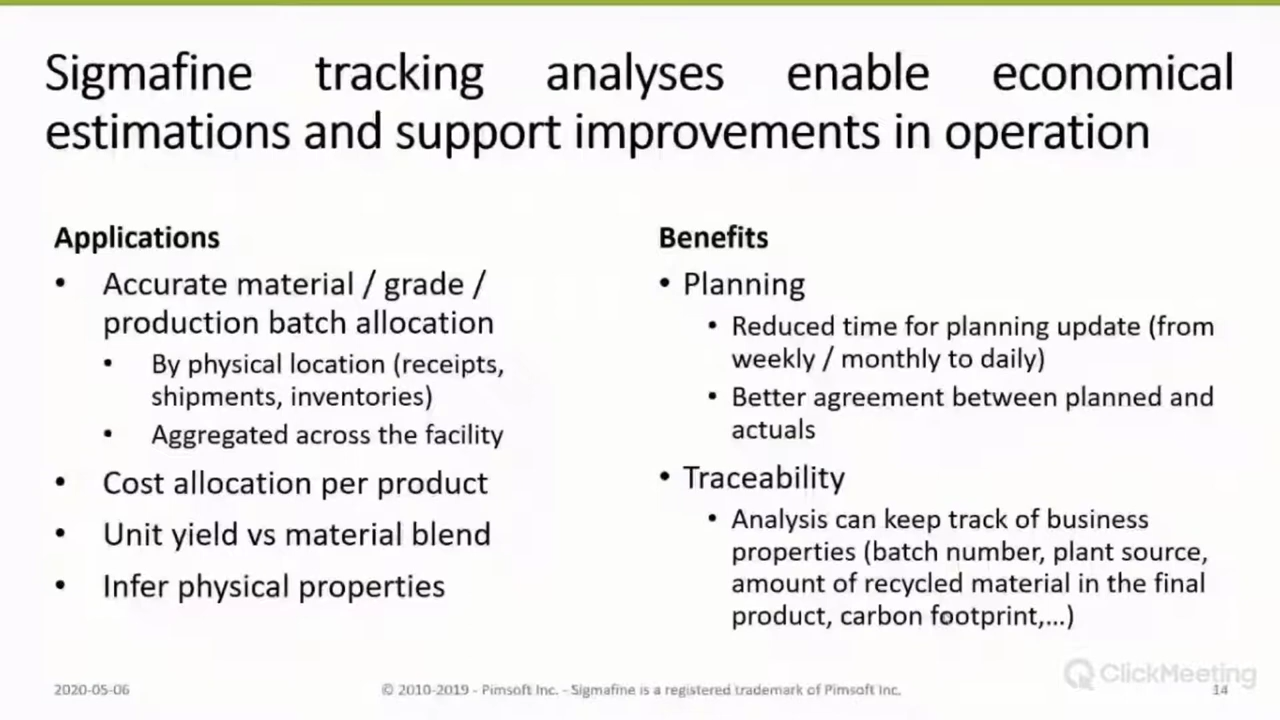 Sigmafine tracking analyses enable economical
estimations and support improvements in operation
Applications
• Accurate material / grade /
production batch allocation
• By physical location (receipts,
shipments, inventories)
• Aggregated across the facility
• Cost allocation per product
• Unit yield vs material blend
• Infer physical properties
Benefits
• Planning
• Reduced time for planning update (from
weekly / monthly to daily)
• Better agreement between planned and
actuals
• Traceability
• Analysis can keep track of business
properties (batch number, plant source,
amount of recycled material in the final
product, carbon footprint,...)
ClickMeeting
2020-05-06
© 2010-2019 - Pimsoft Inc. - Sigmafine is a registered trademark of Pimsoft Inc.
14